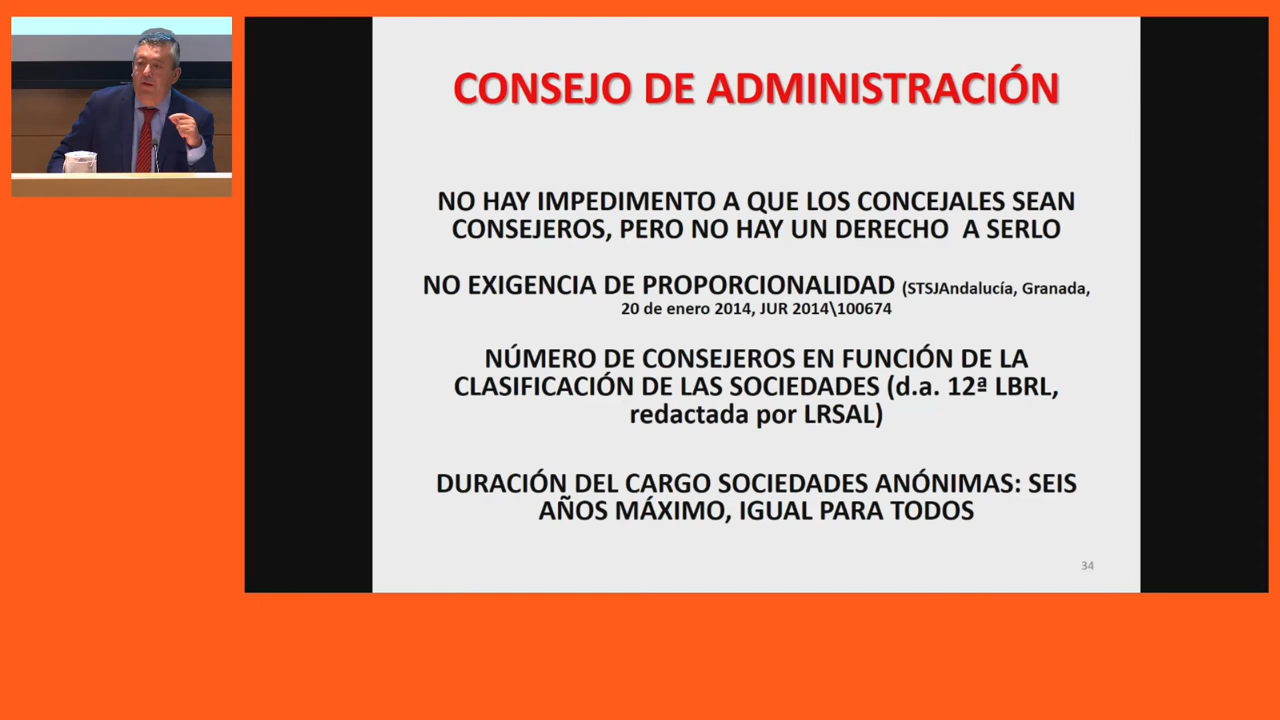 CONSEJO DE ADMINISTRACIÓN
NO HAY IMPEDIMENTO A QUE LOS CONCEJALES SEAN
CONSEJEROS, PERO NO HAY UN DERECHO A SERLO
NO EXIGENCIA DE PROPORCIONALIDAD (STSJAndalucía, Granada,
20 de enero 2014, JUR 2014\100674
NÚMERO DE CONSEJEROS EN FUNCIÓN DE LA
CLASIFICACIÓN DE LAS SOCIEDADES (d.a. 12ª LBRL,
redactada por LRSAL)
DURACIÓN DEL CARGO SOCIEDADES ANÓNIMAS: SEIS
AÑOS MÁXIMO, IGUAL PARA TODOS
34